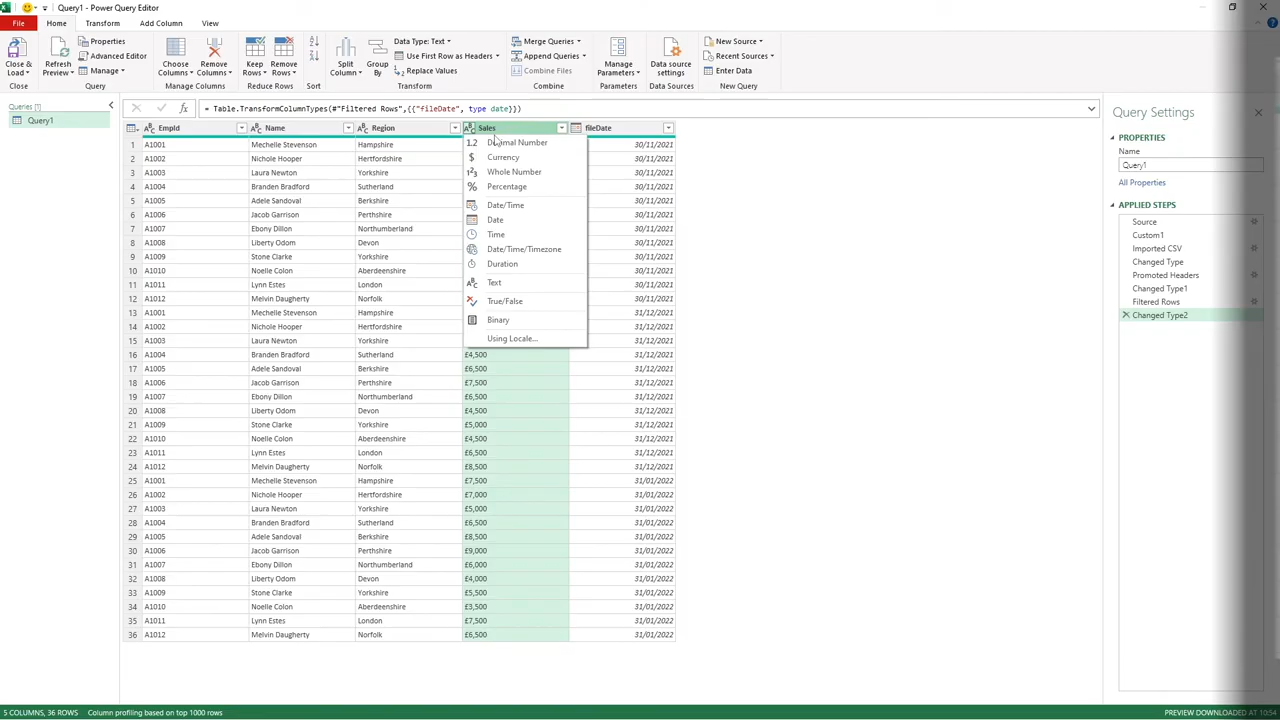 Query1 - Power Query Editor
File Home Transform Add Column View
Close & Load
Close
Refresh Preview
Properties
Advanced Editor
Manage
Query
Choose Columns
Remove Columns
Manage Columns
Keep Rows
Remove Rows
Reduce Rows
Sort
Split Column
Group By
Data Type: Text
Use First Row as Headers
Replace Values
Transform
Merge Queries
Append Queries
Combine Files
Combine
Manage Parameters
Parameters
Data source settings
Data Sources
New Source
Recent Sources
Enter Data
New Query
Queries [1]
Query1
= Table.TransformColumnTypes(#"Filtered Rows",{{"fileDate", type date}})
EmpId Name Region Sales fileDate
1 A1001 Mechelle Stevenson Hampshire 30/11/2021
2 A1002 Nichole Hooper Hertfordshire 30/11/2021
3 A1003 Laura Newton Yorkshire 30/11/2021
4 A1004 Branden Bradford Sutherland 30/11/2021
5 A1005 Adele Sandoval Berkshire 30/11/2021
6 A1006 Jacob Garrison Perthshire 30/11/2021
7 A1007 Ebony Dillon Northumberland 30/11/2021
8 A1008 Liberty Odom Devon 30/11/2021
9 A1009 Stone Clarke Yorkshire 30/11/2021
10 A1010 Noelle Colon Aberdeenshire 30/11/2021
11 A1011 Lynn Estes London 30/11/2021
12 A1012 Melvin Daugherty Norfolk 30/11/2021
13 A1001 Mechelle Stevenson Hampshire 31/12/2021
14 A1002 Nichole Hooper Hertfordshire 31/12/2021
15 A1003 Laura Newton Yorkshire 31/12/2021
16 A1004 Branden Bradford Sutherland £4,500 31/12/2021
17 A1005 Adele Sandoval Berkshire £6,500 31/12/2021
18 A1006 Jacob Garrison Perthshire £7,500 31/12/2021
19 A1007 Ebony Dillon Northumberland £6,500 31/12/2021
20 A1008 Liberty Odom Devon £4,500 31/12/2021
21 A1009 Stone Clarke Yorkshire £5,000 31/12/2021
22 A1010 Noelle Colon Aberdeenshire £4,500 31/12/2021
23 A1011 Lynn Estes London £6,500 31/12/2021
24 A1012 Melvin Daugherty Norfolk £8,500 31/12/2021
25 A1001 Mechelle Stevenson Hampshire £7,500 31/01/2022
26 A1002 Nichole Hooper Hertfordshire £7,000 31/01/2022
27 A1003 Laura Newton Yorkshire £5,000 31/01/2022
28 A1004 Branden Bradford Sutherland £6,500 31/01/2022
29 A1005 Adele Sandoval Berkshire £8,500 31/01/2022
30 A1006 Jacob Garrison Perthshire £9,000 31/01/2022
31 A1007 Ebony Dillon Northumberland £6,000 31/01/2022
32 A1008 Liberty Odom Devon £4,000 31/01/2022
33 A1009 Stone Clarke Yorkshire £5,500 31/01/2022
34 A1010 Noelle Colon Aberdeenshire £3,500 31/01/2022
35 A1011 Lynn Estes London £7,500 31/01/2022
36 A1012 Melvin Daugherty Norfolk £6,500 31/01/2022
1.2 Decimal Number
$ Currency
123 Whole Number
% Percentage
Date/Time
Date
Time
Date/Time/Timezone
Duration
ABC Text
True/False
Binary
Using Locale...
Query Settings
PROPERTIES
Name
Query1
All Properties
APPLIED STEPS
Source
Custom1
Imported CSV
Changed Type
Promoted Headers
Changed Type1
Filtered Rows
Changed Type2
5 COLUMNS, 36 ROWS Column profiling based on top 1000 rows
PREVIEW DOWNLOADED AT 10:54